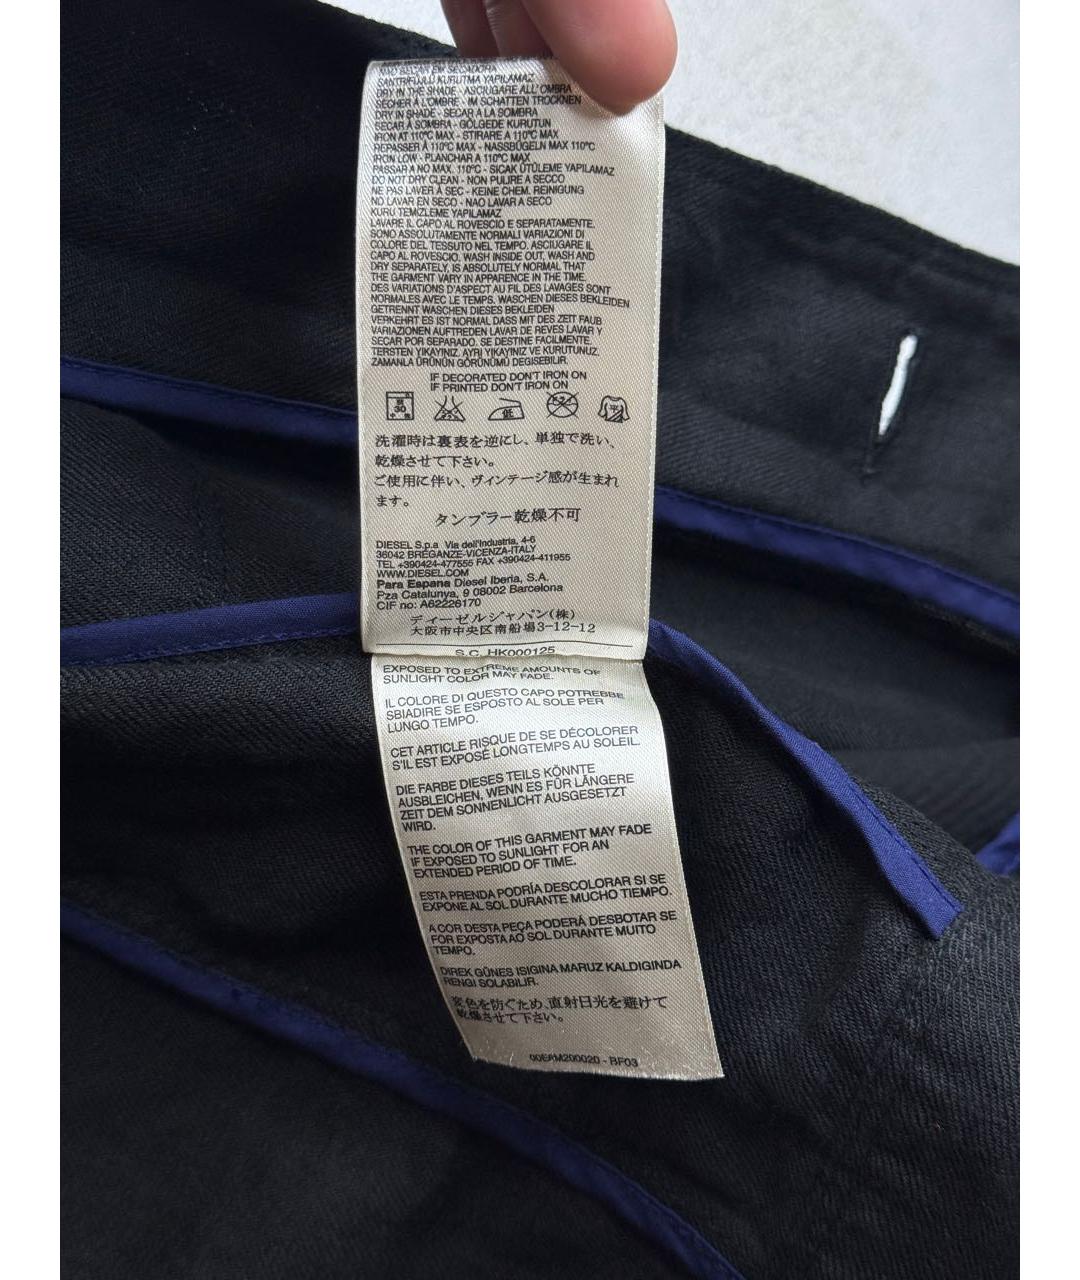 NAO SECAR EM SECADORA
SANTRIFUJLU KURUTMA YAPILAMAZ
DRY IN THE SHADE - ASCIUGARE ALL'OMBRA
SÉCHER À L'OMBRE - IM SCHATTEN TROCKNEN
DRY IN SHADE - SECAR A LA SOMBRA
SECAR À SOMBRA - GÖLGEDE KURUTUN
IRON AT 110°C MAX - STIRARE A 110°C MAX
REPASSER À 110°C MAX - NASSBÜGELN MAX 110°C
IRON LOW - PLANCHAR A 110°C MAX
PASSAR A NO MAX. 110°C - SICAK ÜTÜLEME YAPILAMAZ
DO NOT DRY CLEAN - NON PULIRE A SECCO
NE PAS LAVER À SEC - KEINE CHEM. REINIGUNG
NO LAVAR EN SECO - NAO LAVAR A SECO
KURU TEMIZLEME YAPILAMAZ
LAVARE IL CAPO AL ROVESCIO E SEPARATAMENTE.
SONO ASSOLUTAMENTE NORMALI VARIAZIONI DI
COLORE DEL TESSUTO NEL TEMPO. ASCIUGARE IL
CAPO AL ROVESCIO. WASH INSIDE OUT, WASH AND
DRY SEPARATELY, IS ABSOLUTELY NORMAL THAT
THE GARMENT VARY IN APPARENCE IN THE TIME.
DES VARIATIONS D'ASPECT AU FIL DES LAVAGES SONT
NORMALES AVEC LE TEMPS. WASCHEN DIESES BEKLEIDEN
GETRENNT WASCHEN DIESES BEKLEIDEN
VERKEHRT ES IST NORMAL DASS MIT DES ZEIT FAUB
VARIAZIONEN AUFTREDEN LAVAR DE REVES LAVAR Y
SECAR POR SEPARADO. SE DESTINE FACILMENTE.
TERSTEN YIKAYINIZ. AYRI YIKAYINIZ VE KURUTUNUZ.
ZAMANLA ÜRÜNÜN GÖRÜNÜMÜ DEGISEBILIR.
IF DECORATED DON'T IRON ON
IF PRINTED DON'T IRON ON
30 中性 低
洗濯時は裏表を逆にし、単独で洗い、
乾燥させて下さい。
ご使用に伴い、ヴィンテージ感が生まれ
ます。
タンブラー乾燥不可
DIESEL S.p.a Via dell'Industria, 4-6
36042 BREGANZE-VICENZA-ITALY
TEL +390424-477555 FAX +390424-411955
WWW.DIESEL.COM
Para Espana Diesel Iberia, S.A.
Pza Catalunya, 9 08002 Barcelona
CIF no: A62226170
ディーゼルジャパン(株)
大阪市中央区南船場3-12-12
S.C. HK000125
EXPOSED TO EXTREME AMOUNTS OF
SUNLIGHT COLOR MAY FADE.
IL COLORE DI QUESTO CAPO POTREBBE
SBIADIRE SE ESPOSTO AL SOLE PER
LUNGO TEMPO.
CET ARTICLE RISQUE DE SE DÉCOLORER
S'IL EST EXPOSÉ LONGTEMPS AU SOLEIL.
DIE FARBE DIESES TEILS KÖNNTE
AUSBLEICHEN, WENN ES FÜR LÄNGERE
ZEIT DEM SONNENLICHT AUSGESETZT
WIRD.
THE COLOR OF THIS GARMENT MAY FADE
IF EXPOSED TO SUNLIGHT FOR AN
EXTENDED PERIOD OF TIME.
ESTA PRENDA PODRÍA DESCOLORAR SI SE
EXPONE AL SOL DURANTE MUCHO TIEMPO.
A COR DESTA PEÇA PODERÁ DESBOTAR SE
FOR EXPOSTA AO SOL DURANTE MUITO
TEMPO.
DIREK GÜNES ISIGINA MARUZ KALDIGINDA
RENGI SOLABILIR.
変色を防ぐため、直射日光を避けて
乾燥させて下さい。
- BF03